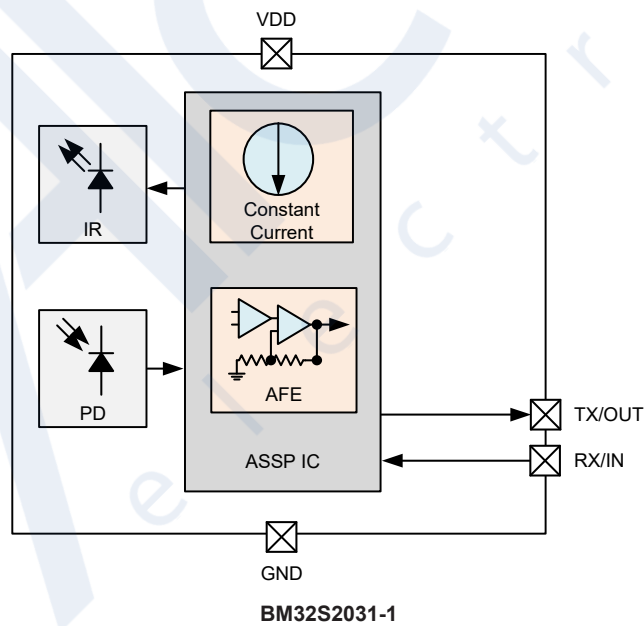 VDD
IR
Constant
Current
PD
AFE
ASSP IC
TX/OUT
RX/IN
GND
BM32S2031-1
e l e c t r